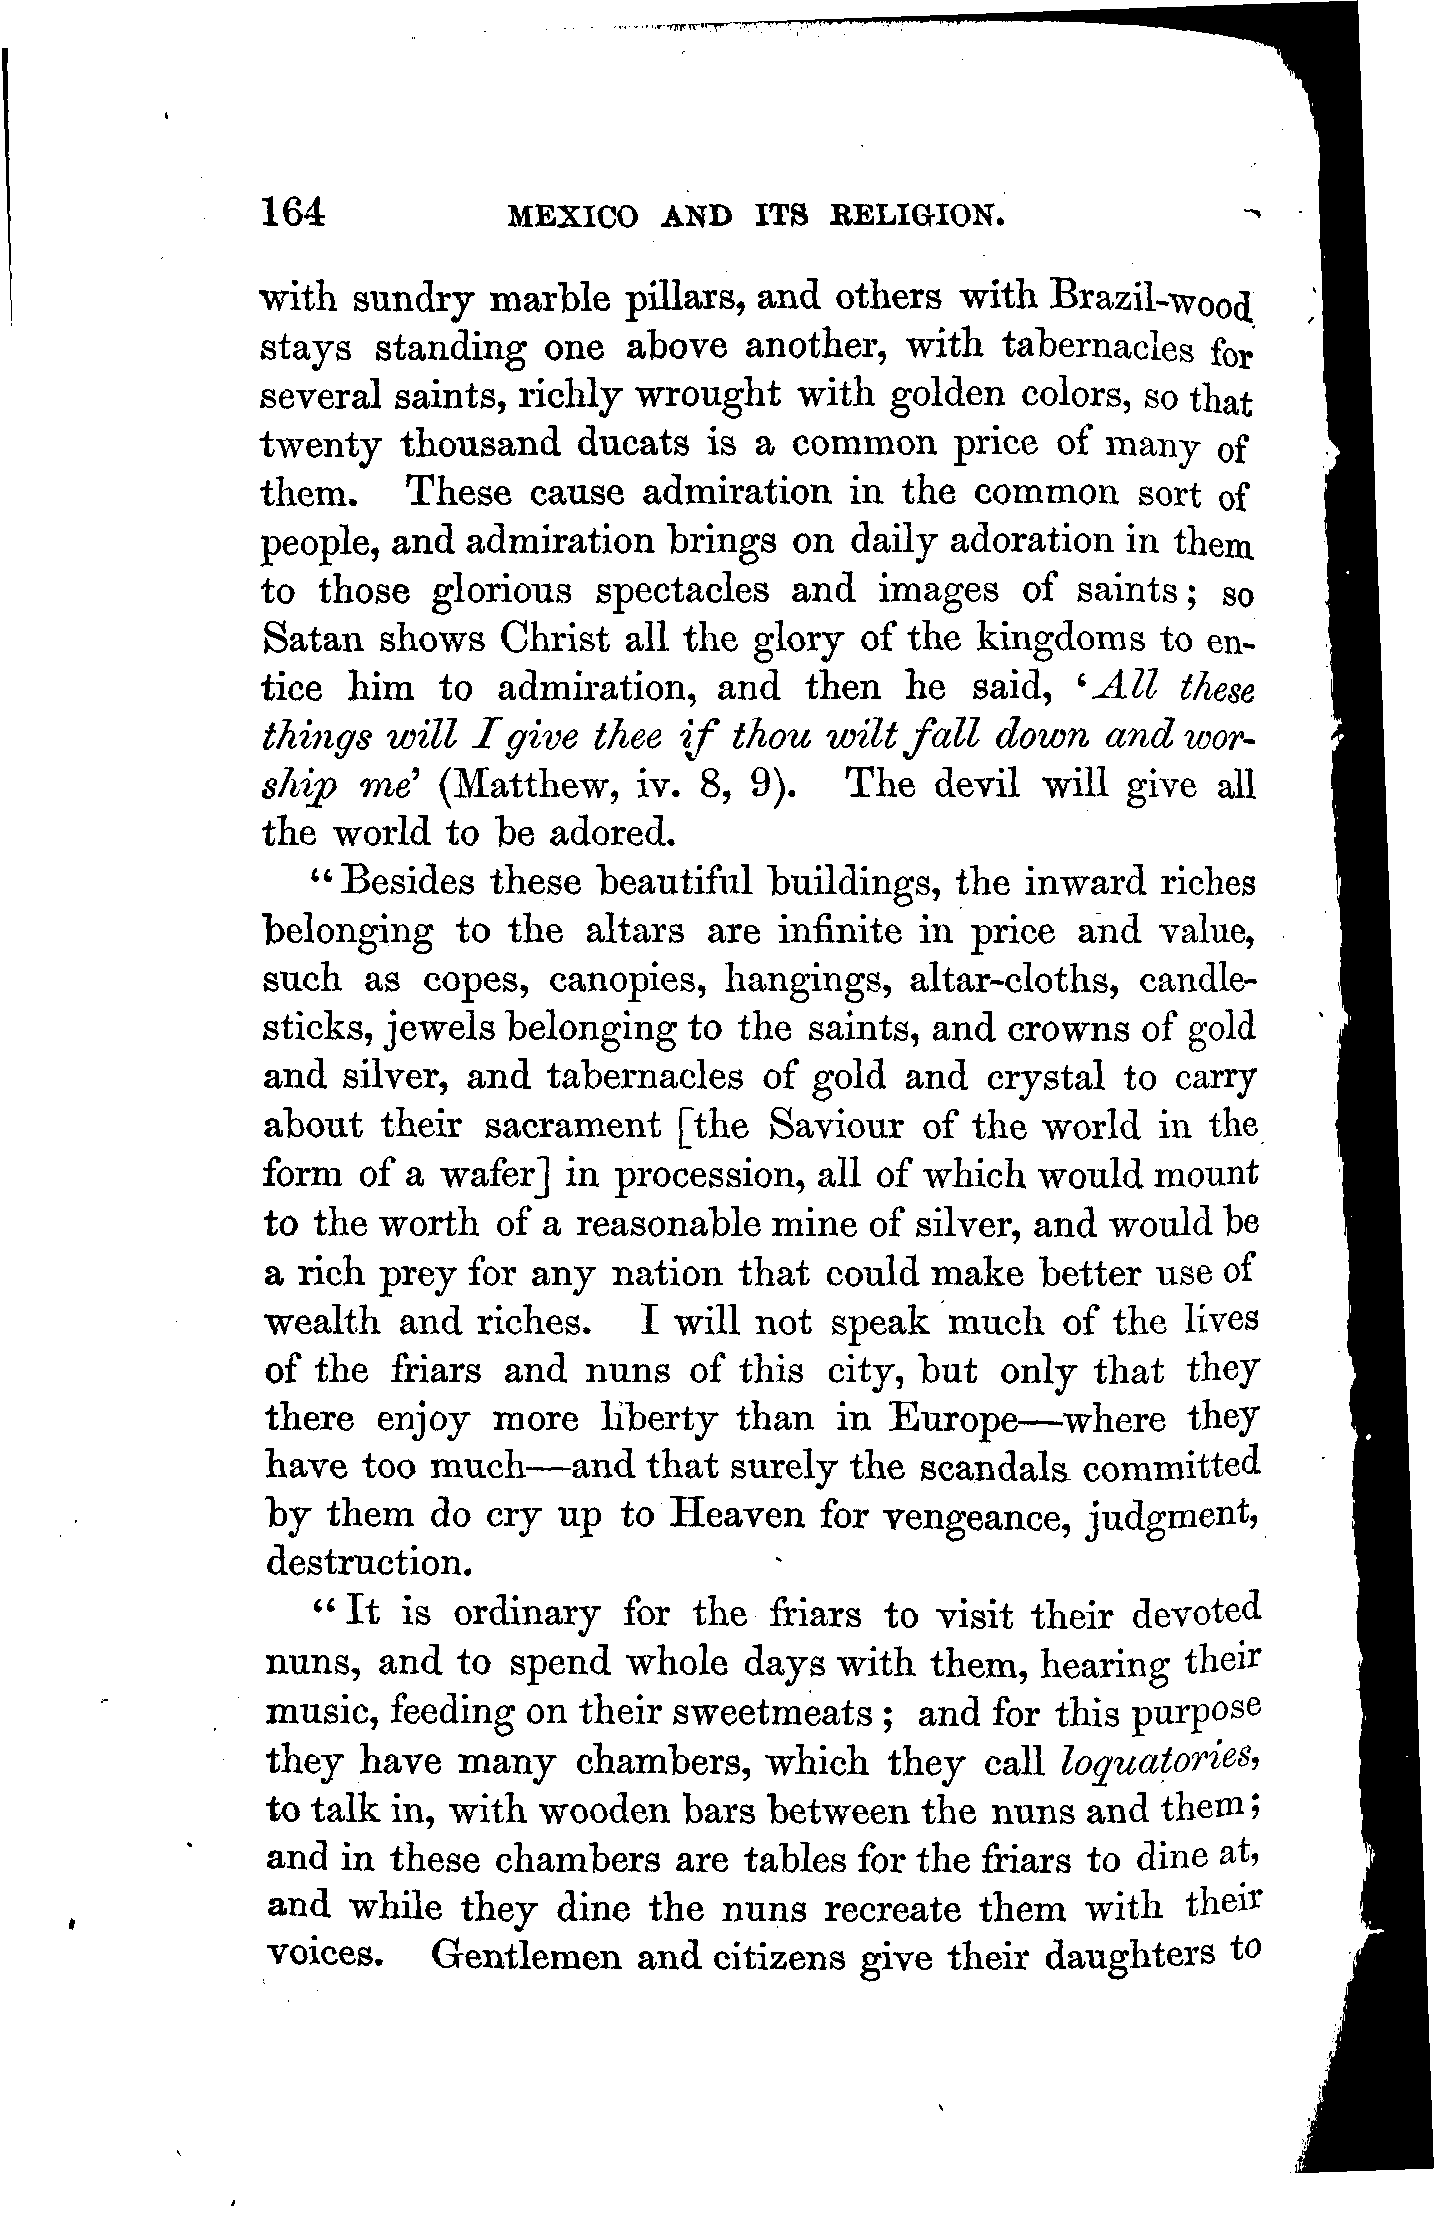 164 MEXICO AND ITS RELIGION.
with sundry marble pillars, and others with Brazil-wood
stays standing one above another, with tabernacles for
several saints, richly wrought with golden colors, so that
twenty thousand ducats is a common price of many of
them. These cause admiration in the common sort of
people, and admiration brings on daily adoration in them
to those glorious spectacles and images of saints; so
Satan shows Christ all the glory of the kingdoms to en-
tice him to admiration, and then he said, ‘All these
things will I give thee if thou wilt fall down and wor-
ship me’ (Matthew, iv. 8, 9). The devil will give all
the world to be adored.
“Besides these beautiful buildings, the inward riches
belonging to the altars are infinite in price and value,
such as copes, canopies, hangings, altar-cloths, candle-
sticks, jewels belonging to the saints, and crowns of gold
and silver, and tabernacles of gold and crystal to carry
about their sacrament [the Saviour of the world in the
form of a wafer] in procession, all of which would mount
to the worth of a reasonable mine of silver, and would be
a rich prey for any nation that could make better use of
wealth and riches. I will not speak much of the lives
of the friars and nuns of this city, but only that they
there enjoy more liberty than in Europe—where they
have too much—and that surely the scandals committed
by them do cry up to Heaven for vengeance, judgment,
destruction.
“It is ordinary for the friars to visit their devoted
nuns, and to spend whole days with them, hearing their
music, feeding on their sweetmeats; and for this purpose
they have many chambers, which they call loquatories,
to talk in, with wooden bars between the nuns and them;
and in these chambers are tables for the friars to dine at,
and while they dine the nuns recreate them with their
voices. Gentlemen and citizens give their daughters to